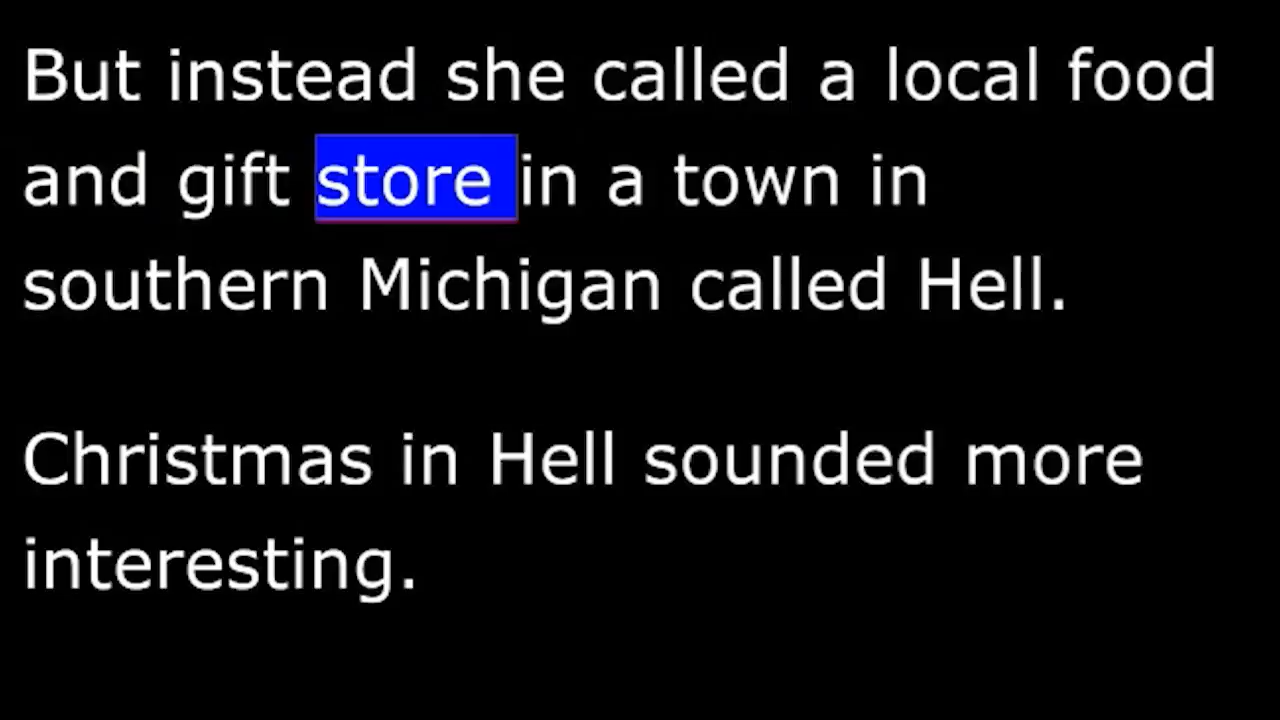 But instead she called a local food
and gift store in a town in
southern Michigan called Hell.
Christmas in Hell sounded more
interesting.